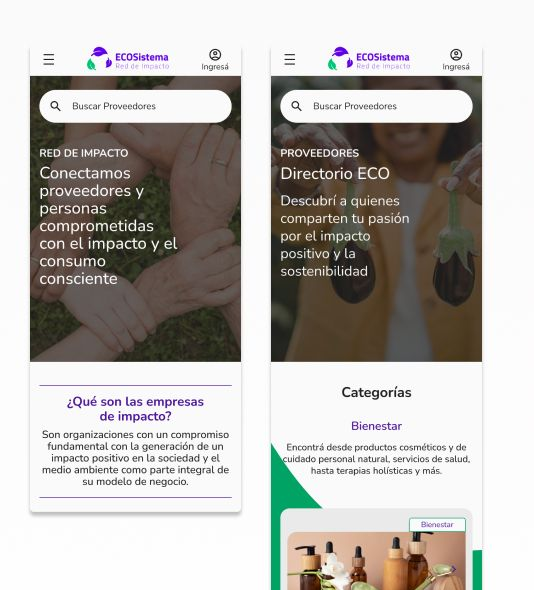 ECOSistema
Red de Impacto
Ingresá
Buscar Proveedores
RED DE IMPACTO
Conectamos
proveedores y
personas
comprometidas
con el impacto y el
consumo
consciente
¿Qué son las empresas
de impacto?
Son organizaciones con un compromiso
fundamental con la generación de un
impacto positivo en la sociedad y el
medio ambiente como parte integral de
su modelo de negocio.
ECOSistema
Red de Impacto
Ingresá
Buscar Proveedores
PROVEEDORES
Directorio ECO
Descubrí a quienes
comparten tu pasión
por el impacto
positivo y la
sostenibilidad
Categorías
Bienestar
Encontrá desde productos cosméticos y de
cuidado personal natural, servicios de salud,
hasta terapias holísticas y más.
Bienestar